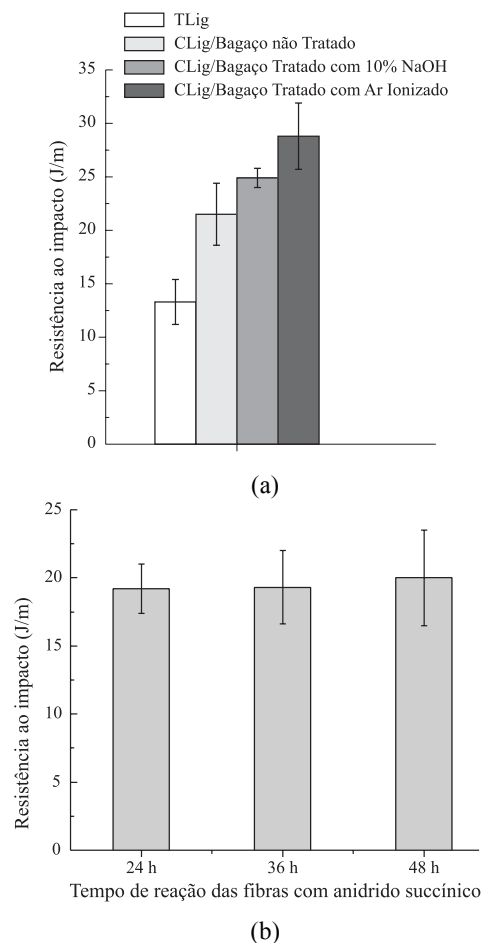 TLig
CLig/Bagaço não Tratado
CLig/Bagaço Tratado com 10% NaOH
CLig/Bagaço Tratado com Ar Ionizado
Resistência ao impacto (J/m)
35
30
25
20
15
10
5
0
(a)
Resistência ao impacto (J/m)
25
20
15
10
5
0
24 h
36 h
48 h
Tempo de reação das fibras com anidrido succínico
(b)